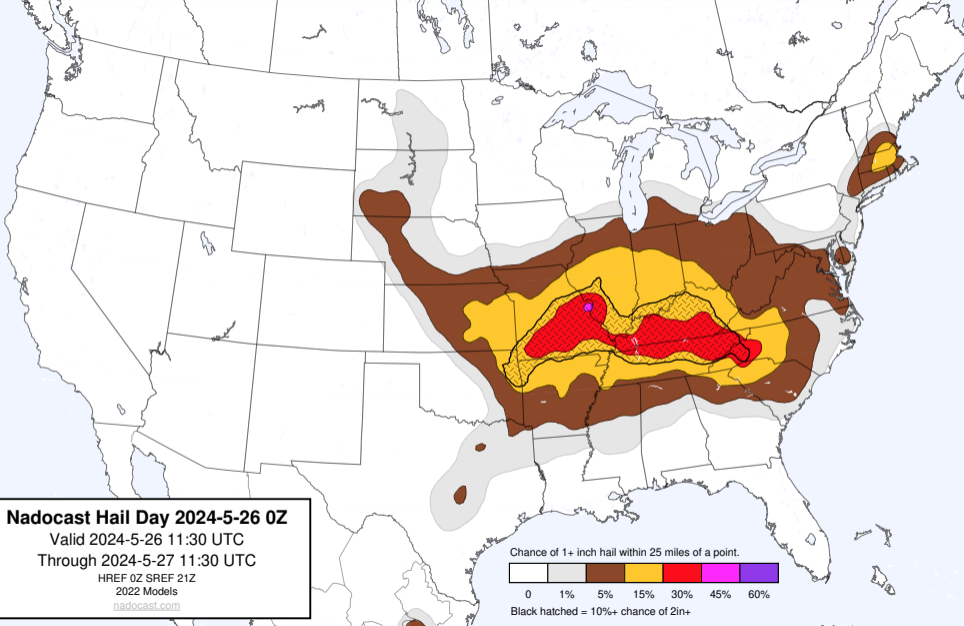 Nadocast Hail Day 2024-5-26 0Z
Valid 2024-5-26 11:30 UTC
Through 2024-5-27 11:30 UTC
HREF 0Z SREF 21Z
2022 Models
nadocast.com
Chance of 1+ inch hail within 25 miles of a point.
0 1% 5% 15% 30% 45% 60%
Black hatched = 10%+ chance of 2in+